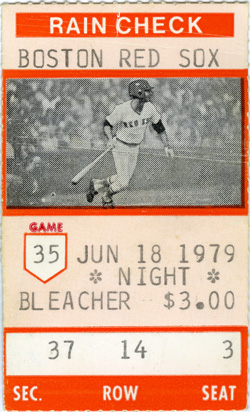 RAIN CHECK
BOSTON RED SOX
RED SOX
GAME
35 JUN 18 1979
* NIGHT *
BLEACHER $3.00
37 14 3
SEC. ROW SEAT